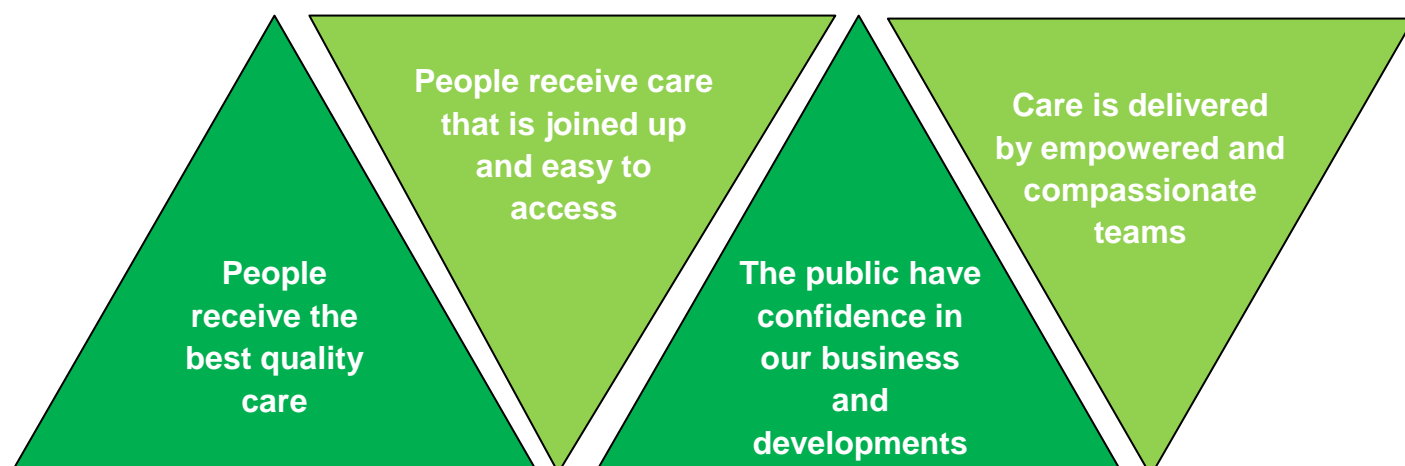 People
receive the
best quality
care
People receive care
that is joined up
and easy to
access
The public have
confidence in
our business
and
developments
Care is delivered
by empowered and
compassionate
teams